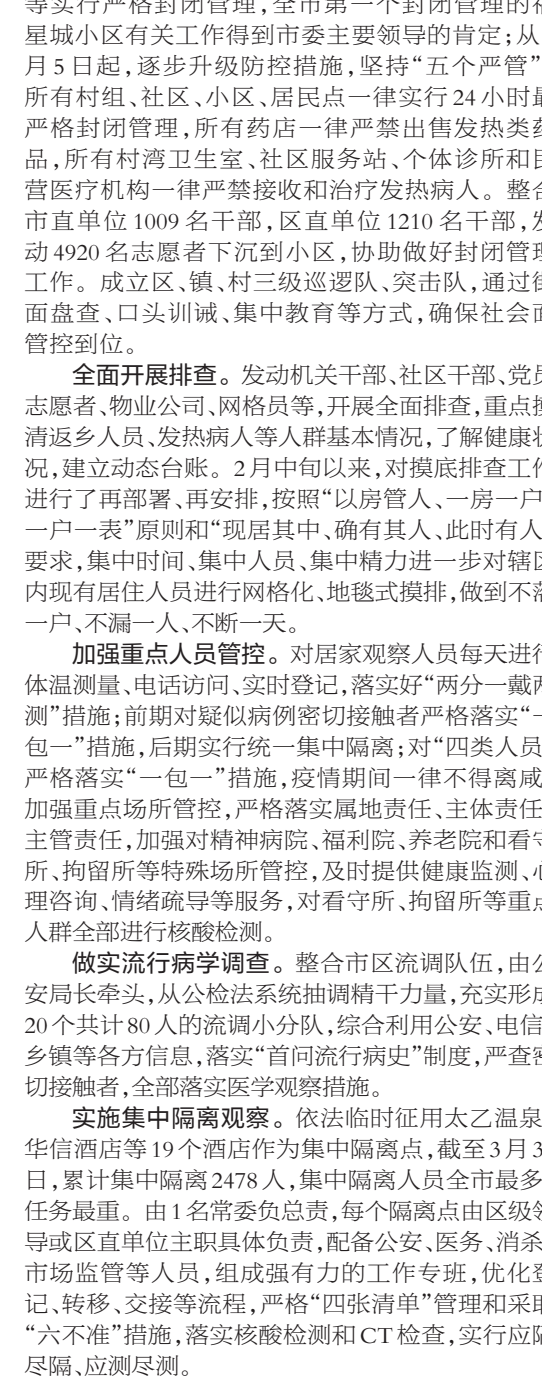 等实行严格封闭管理，全市第一个封闭管理的福
星城小区有关工作得到市委主要领导的肯定；从
月5日起，逐步升级防控措施，坚持“五个严管”
所有村组、社区、小区、居民点一律实行24小时最
严格封闭管理，所有药店一律严禁出售发热类药
品，所有村湾卫生室、社区服务站、个体诊所和民
营医疗机构一律严禁接收和治疗发热病人。整合
市直单位1009名干部，区直单位1210名干部，发
动4920名志愿者下沉到小区，协助做好封闭管理
工作。成立区、镇、村三级巡逻队、突击队，通过街
面盘查、口头训诫、集中教育等方式，确保社会面
管控到位。
全面开展排查。发动机关干部、社区干部、党员
志愿者、物业公司、网格员等，开展全面排查，重点摸
清返乡人员、发热病人等人群基本情况，了解健康状
况，建立动态台账。2月中旬以来，对摸底排查工作
进行了再部署、再安排，按照“以房管人、一房一户
一户一表”原则和“现居其中、确有其人、此时有人
要求，集中时间、集中人员、集中精力进一步对辖区
内现有居住人员进行网格化、地毯式摸排，做到不落
一户、不漏一人、不断一天。
加强重点人员管控。对居家观察人员每天进行
体温测量、电话访问、实时登记，落实好“两分一戴两
测”措施；前期对疑似病例密切接触者严格落实“一
包一”措施，后期实行统一集中隔离；对“四类人员
严格落实“一包一”措施，疫情期间一律不得离咸
加强重点场所管控，严格落实属地责任、主体责任
主管责任，加强对精神病院、福利院、养老院和看守
所、拘留所等特殊场所管控，及时提供健康监测、心
理咨询、情绪疏导等服务，对看守所、拘留所等重点
人群全部进行核酸检测。
做实流行病学调查。整合市区流调队伍，由公
安局长牵头，从公检法系统抽调精干力量，充实形成
20个共计80人的流调小分队，综合利用公安、电信
乡镇等各方信息，落实“首问流行病史”制度，严查密
切接触者，全部落实医学观察措施。
实施集中隔离观察。依法临时征用太乙温泉
华信酒店等19个酒店作为集中隔离点，截至3月3
日，累计集中隔离2478人，集中隔离人员全市最多
任务最重。由1名常委负总责，每个隔离点由区级领
导或区直单位主职具体负责，配备公安、医务、消杀
市场监管等人员，组成强有力的工作专班，优化登
记、转移、交接等流程，严格“四张清单”管理和采取
“六不准”措施，落实核酸检测和CT检查，实行应隔
尽隔、应测尽测。